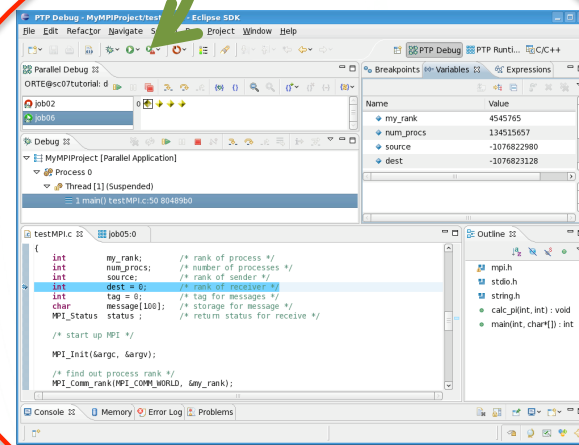 PTP Debug - MyMPIProject/test
- Eclipse SDK
File Edit Refactor Navigate Project Window Help
PTP Debug PTP Runti... C/C++
Parallel Debug
ORTE@sc07tutorial: d
job02 0
job06
Breakpoints Variables Expressions
Name Value
my_rank 4545765
num_procs 134515657
source -1076822980
dest -1076823128
Debug
MyMPIProject [Parallel Application]
Process 0
Thread [1] (Suspended)
1 main() testMPI.c:50 80489b0
testMPI.c job05:0
{
int my_rank; /* rank of process */
int num_procs; /* number of processes */
int source; /* rank of sender */
int dest = 0; /* rank of receiver */
int tag = 0; /* tag for messages */
char message[100]; /* storage for message */
MPI_Status status ; /* return status for receive */
/* start up MPI */
MPI_Init(&argc, &argv);
/* find out process rank */
MPI_Comm_rank(MPI_COMM_WORLD, &my_rank);
Outline
mpi.h
stdio.h
string.h
calc_pi(int, int) : void
main(int, char*[]) : int
Console Memory Error Log Problems